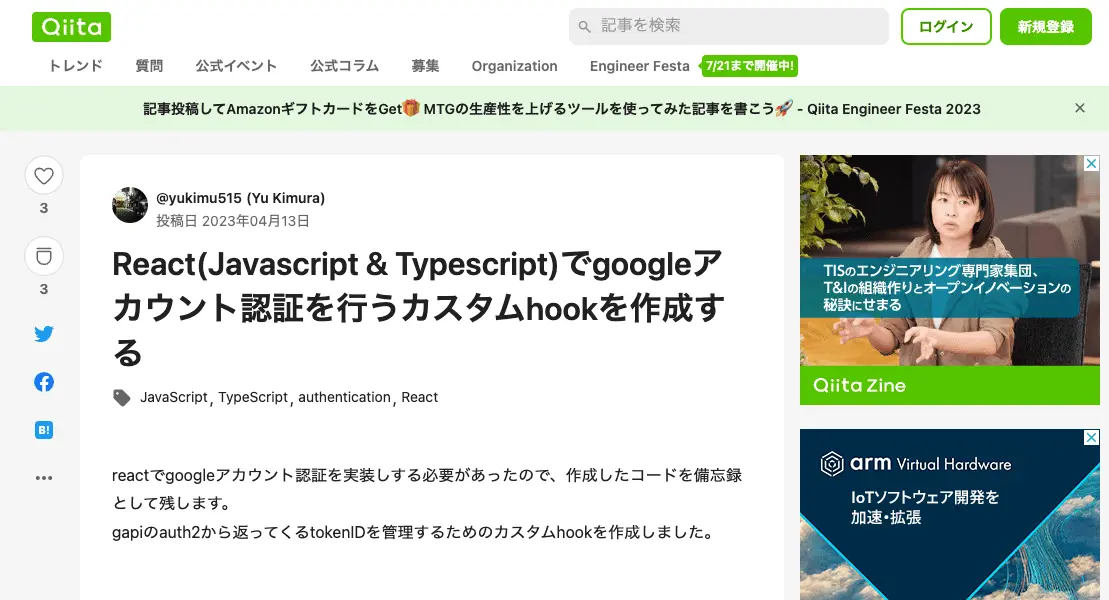 Qiita
記事を検索
ログイン
新規登録
トレンド 質問 公式イベント 公式コラム 募集 Organization Engineer Festa 7/21まで開催中!
記事投稿してAmazonギフトカードをGet🎁 MTGの生産性を上げるツールを使ってみた記事を書こう🚀 - Qiita Engineer Festa 2023
3
3
B!
@yukimu515 (Yu Kimura)
投稿日 2023年04月13日
React(Javascript & Typescript)でgoogleア
カウント認証を行うカスタムhookを作成す
る
JavaScript, TypeScript, authentication, React
reactでgoogleアカウント認証を実装しする必要があったので、作成したコードを備忘録
として残します。
gapiのauth2から返ってくるtokenIDを管理するためのカスタムhookを作成しました。
TISのエンジニアリング専門家集団、
T&Iの組織作りとオープンイノベーションの
秘訣にせまる
Qiita Zine
arm Virtual Hardware
IoTソフトウェア開発を
加速・拡張